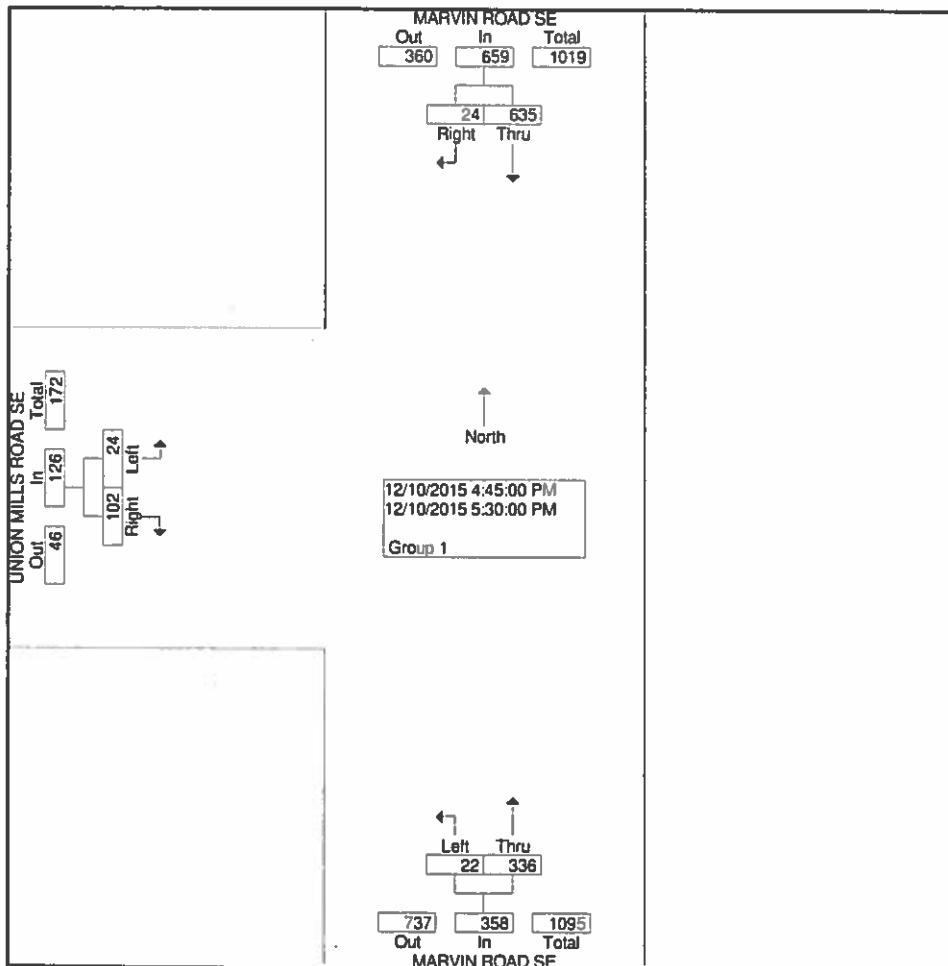 MARVIN ROAD SE
Out In Total
360 659 1019
24 635
Right Thru
UNION MILLS ROAD SE
Out In Total
46 126 172
102 24
Right Left
North
12/10/2015 4:45:00 PM
12/10/2015 5:30:00 PM
Group 1
Left Thru
22 336
737 358 1095
Out In Total
MARVIN ROAD SE